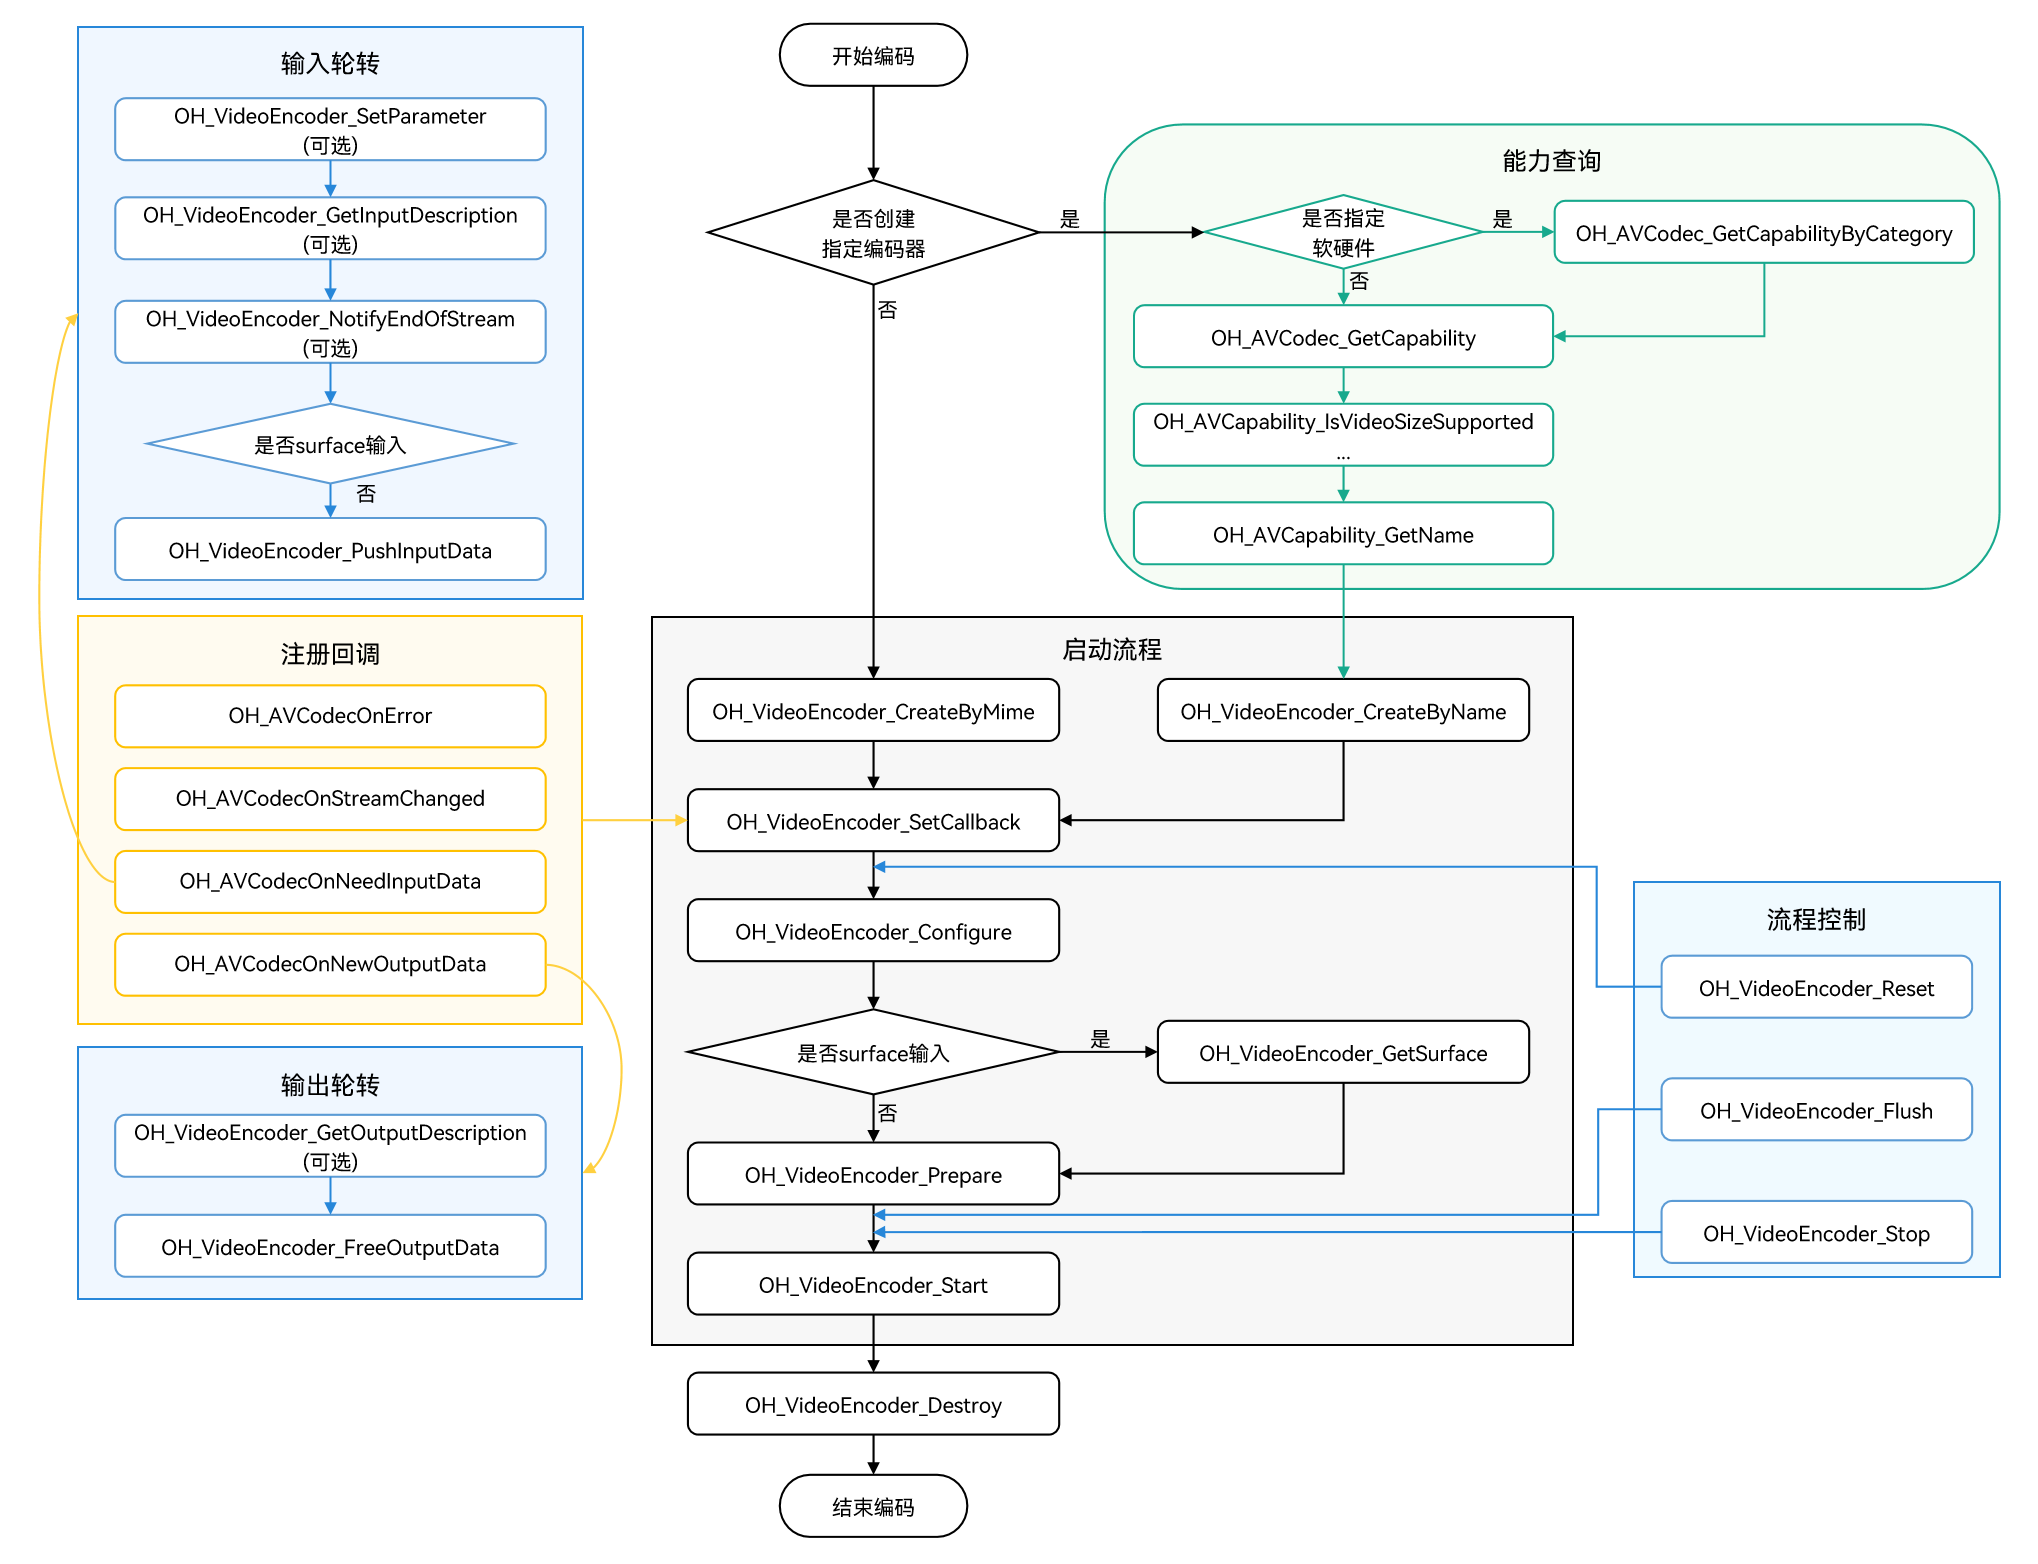 输入轮转
OH_VideoEncoder_SetParameter
(可选)
OH_VideoEncoder_GetInputDescription
(可选)
OH_VideoEncoder_NotifyEndOfStream
(可选)
是否surface输入
否
OH_VideoEncoder_PushInputData
注册回调
OH_AVCodecOnError
OH_AVCodecOnStreamChanged
OH_AVCodecOnNeedInputData
OH_AVCodecOnNewOutputData
输出轮转
OH_VideoEncoder_GetOutputDescription
(可选)
OH_VideoEncoder_FreeOutputData
开始编码
是否创建
指定编码器
是
否
能力查询
是否指定
软硬件
是
OH_AVCodec_GetCapabilityByCategory
否
OH_AVCodec_GetCapability
OH_AVCapability_IsVideoSizeSupported
...
OH_AVCapability_GetName
启动流程
OH_VideoEncoder_CreateByMime
OH_VideoEncoder_CreateByName
OH_VideoEncoder_SetCallback
OH_VideoEncoder_Configure
是否surface输入
是
OH_VideoEncoder_GetSurface
否
OH_VideoEncoder_Prepare
OH_VideoEncoder_Start
OH_VideoEncoder_Destroy
结束编码
流程控制
OH_VideoEncoder_Reset
OH_VideoEncoder_Flush
OH_VideoEncoder_Stop